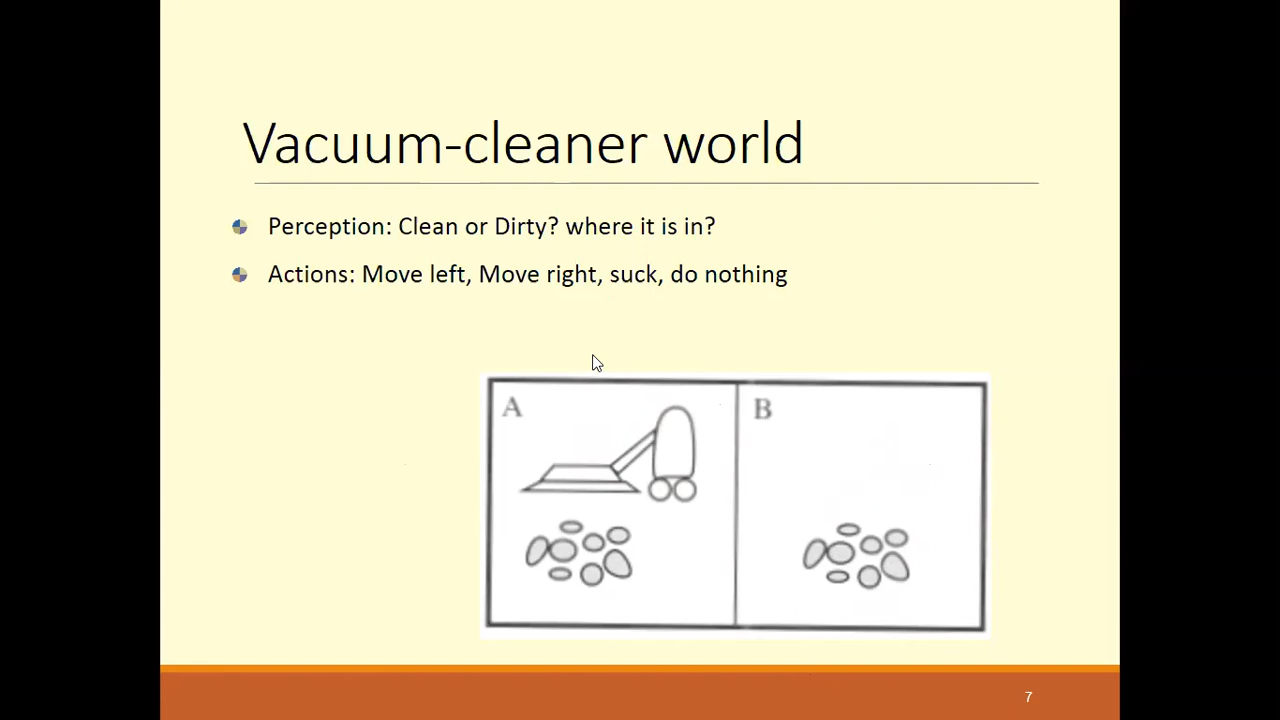 Vacuum-cleaner world
Perception: Clean or Dirty? where it is in?
Actions: Move left, Move right, suck, do nothing
A
B
7